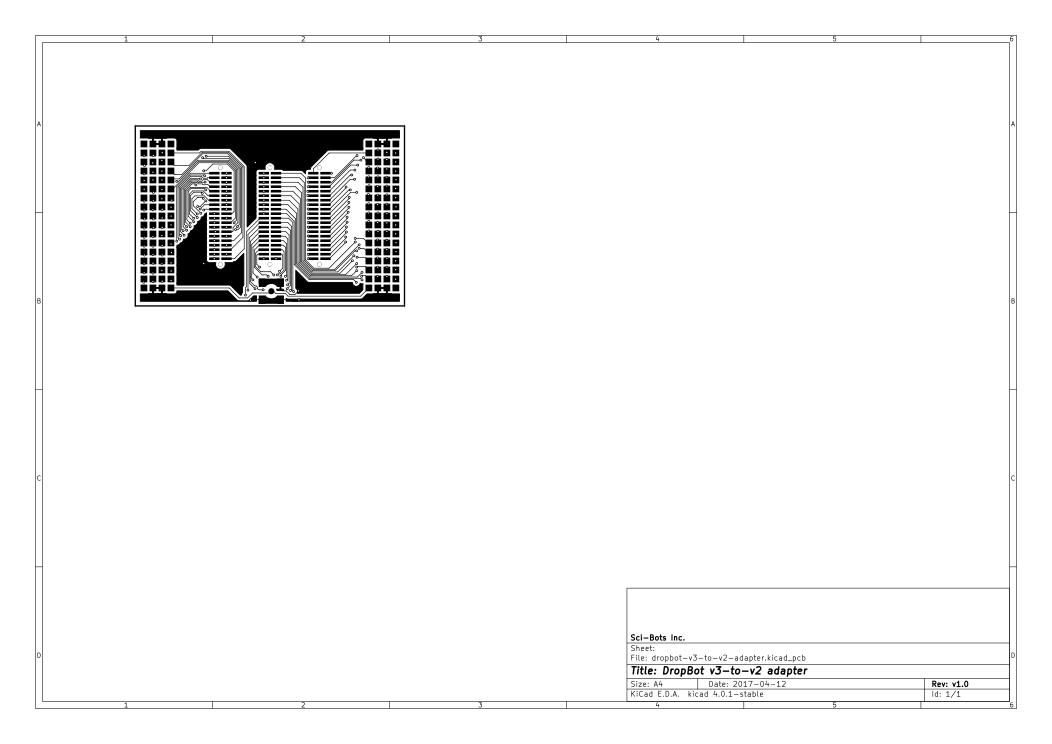 1 2 3 4 5 6
A A
B B
C C
D D
Sci-Bots Inc.
Sheet:
File: dropbot-v3-to-v2-adapter.kicad_pcb
Title: DropBot v3-to-v2 adapter
Size: A4 Date: 2017-04-12 Rev: v1.0
KiCad E.D.A. kicad 4.0.1-stable Id: 1/1
1 2 3 4 5 6